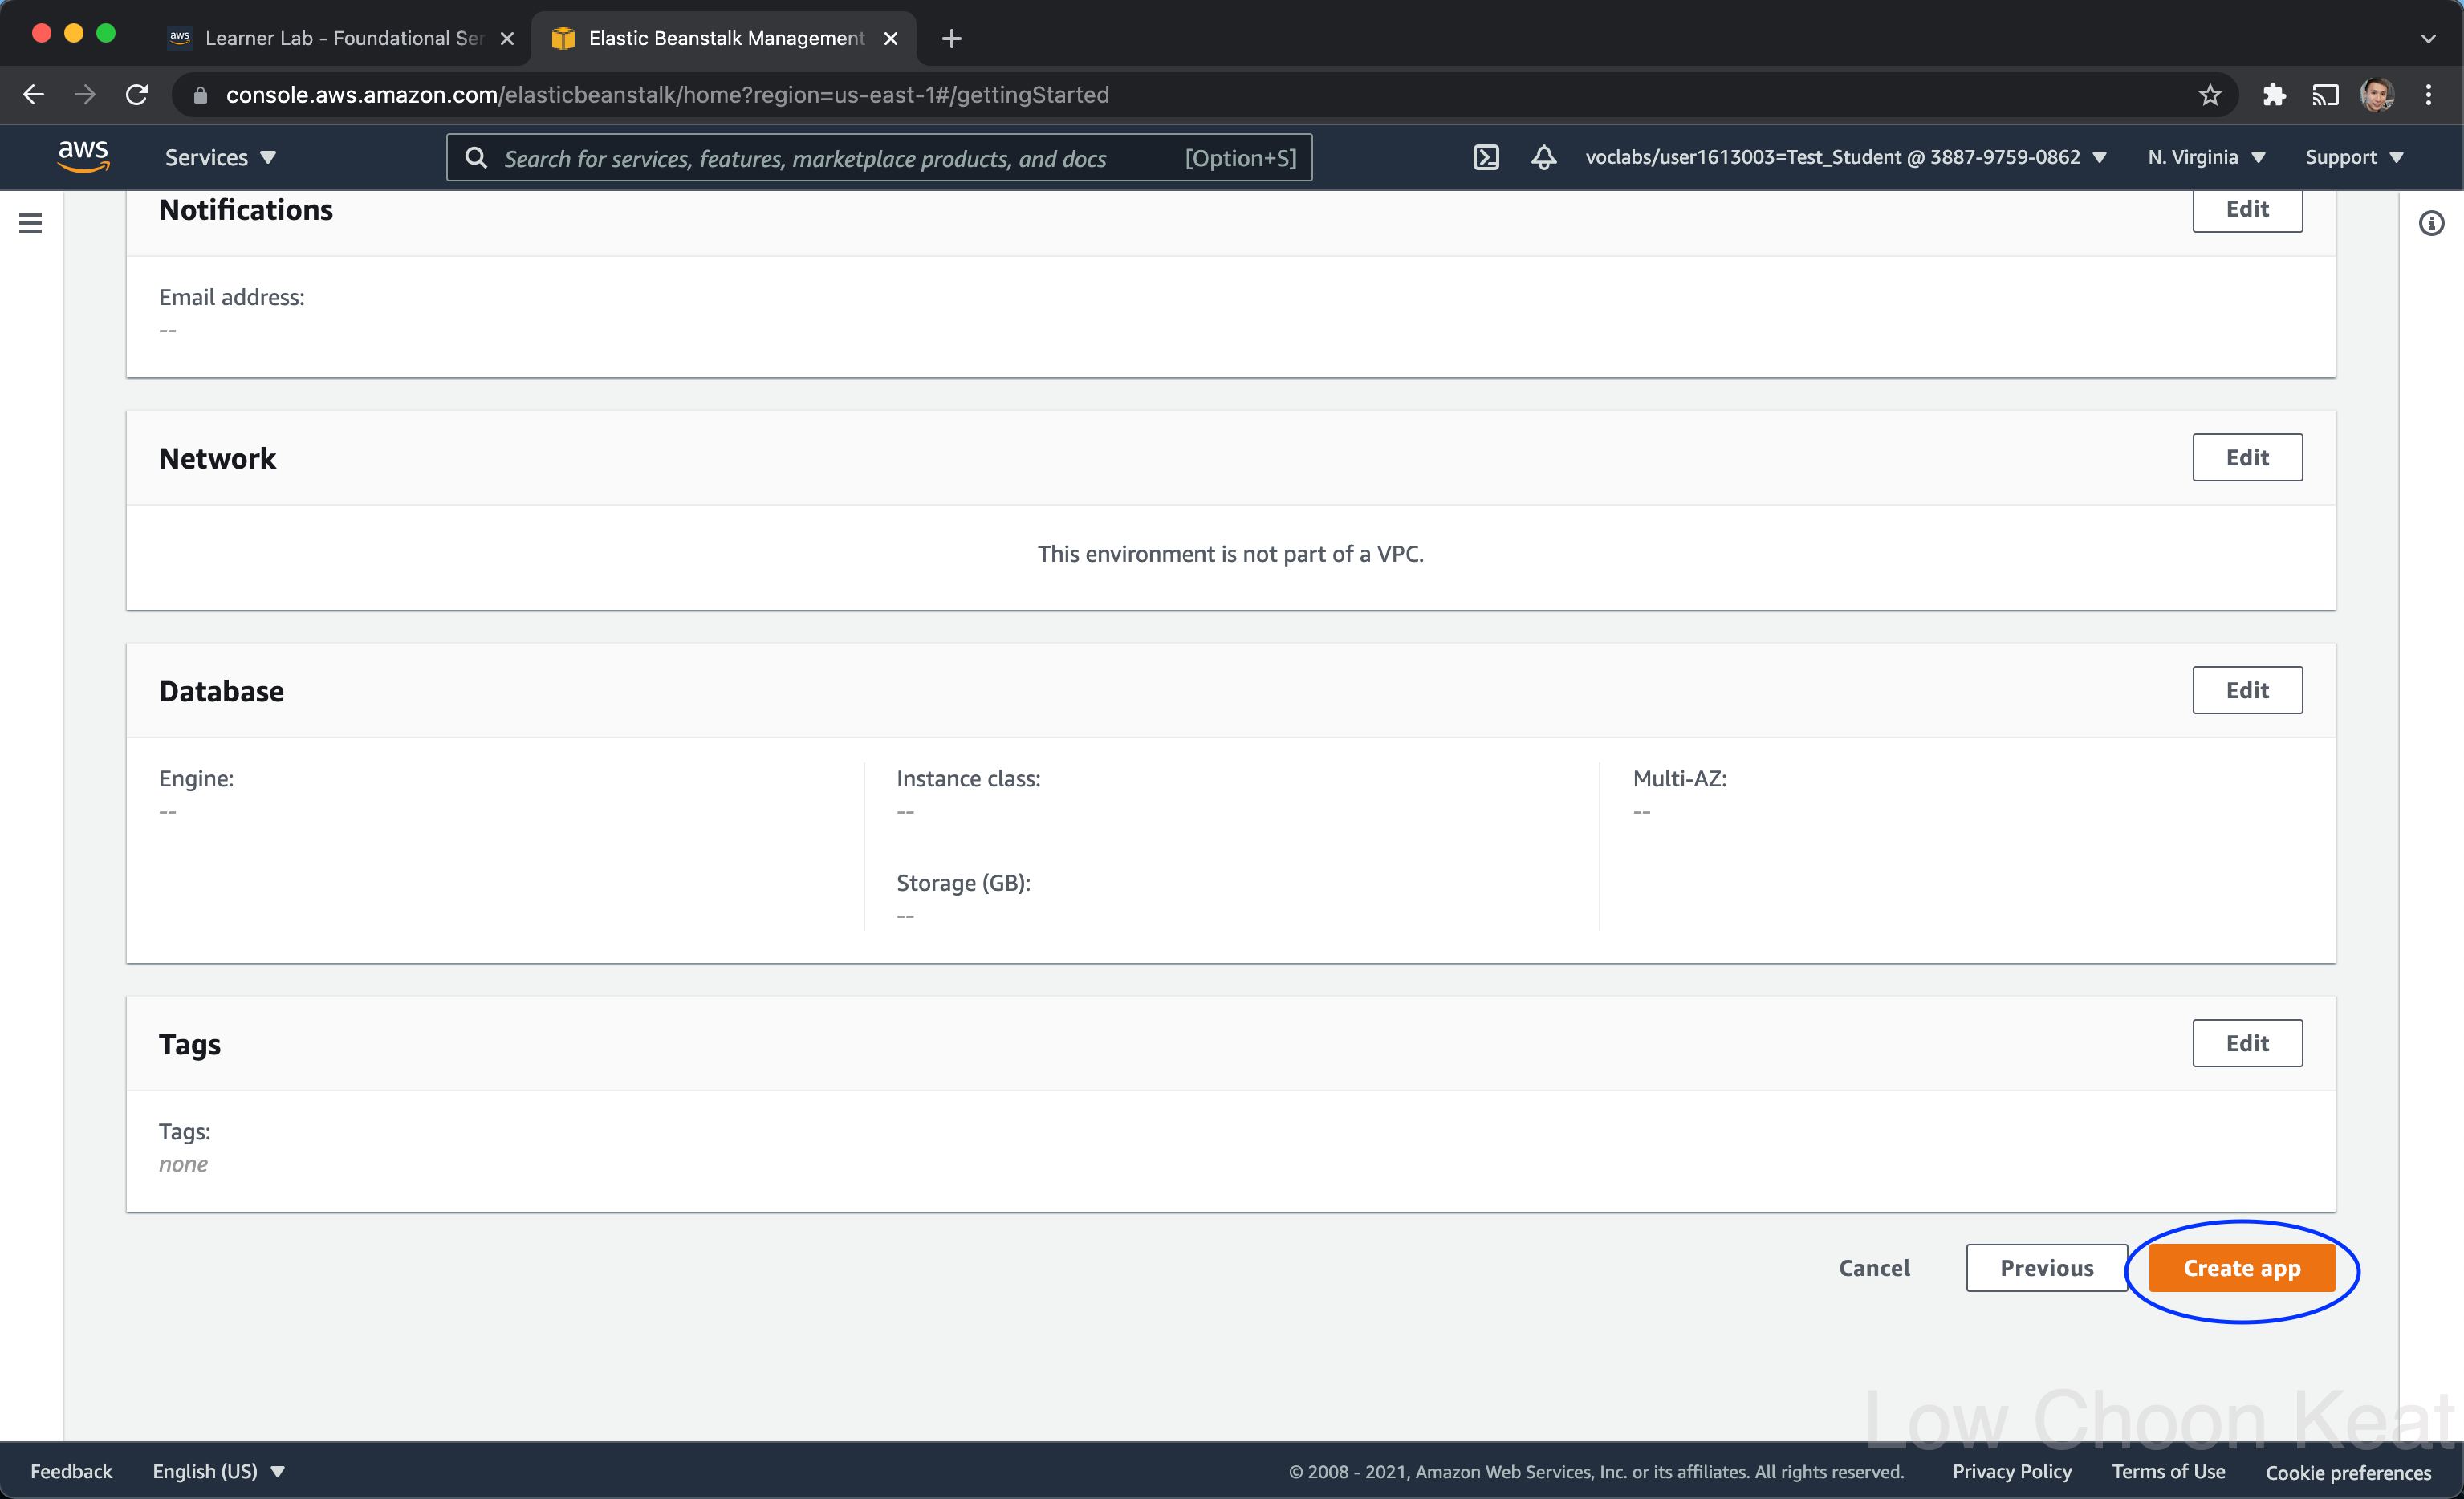 aws Learner Lab - Foundational Ser
Elastic Beanstalk Management
console.aws.amazon.com/elasticbeanstalk/home?region=us-east-1#/gettingStarted
aws Services Search for services, features, marketplace products, and docs [Option+S] voclabs/user1613003=Test_Student @ 3887-9759-0862 N. Virginia Support
Notifications Edit
Email address:
--
Network Edit
This environment is not part of a VPC.
Database Edit
Engine: Instance class: Multi-AZ:
-- -- --
Storage (GB):
--
Tags Edit
Tags:
none
Cancel Previous Create app
Low Choon Keat
Feedback English (US) © 2008 - 2021, Amazon Web Services, Inc. or its affiliates. All rights reserved. Privacy Policy Terms of Use Cookie preferences